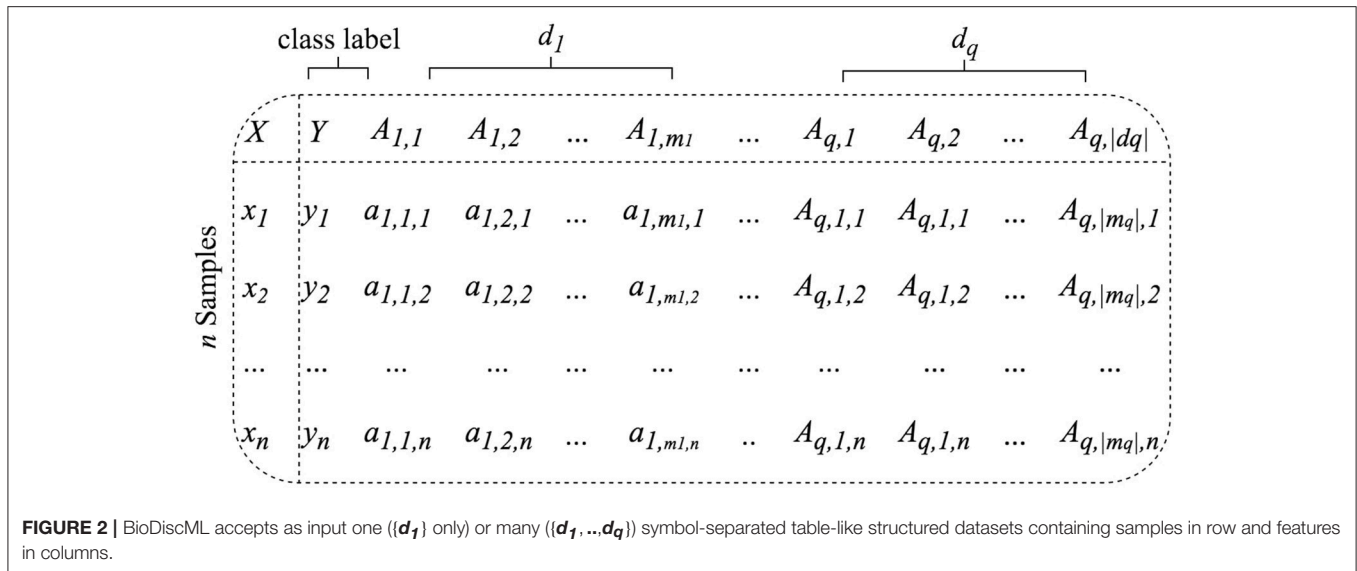 class label d1 dq
X Y A1,1 A1,2 ... A1,m1 ... Aq,1 Aq,2 ... Aq,|dq|
x1 y1 a1,1,1 a1,2,1 ... a1,m1,1 ... Aq,1,1 Aq,1,1 ... Aq,|mq|,1
x2 y2 a1,1,2 a1,2,2 ... a1,m1,2 ... Aq,1,2 Aq,1,2 ... Aq,|mq|,2
... ... ... ... ... ... ... ... ... ... ...
xn yn a1,1,n a1,2,n ... a1,m1,n .. Aq,1,n Aq,1,n ... Aq,|mq|,n
n Samples
FIGURE 2 | BioDiscML accepts as input one ({d1} only) or many ({d1, ..,dq}) symbol-separated table-like structured datasets containing samples in row and features
in columns.